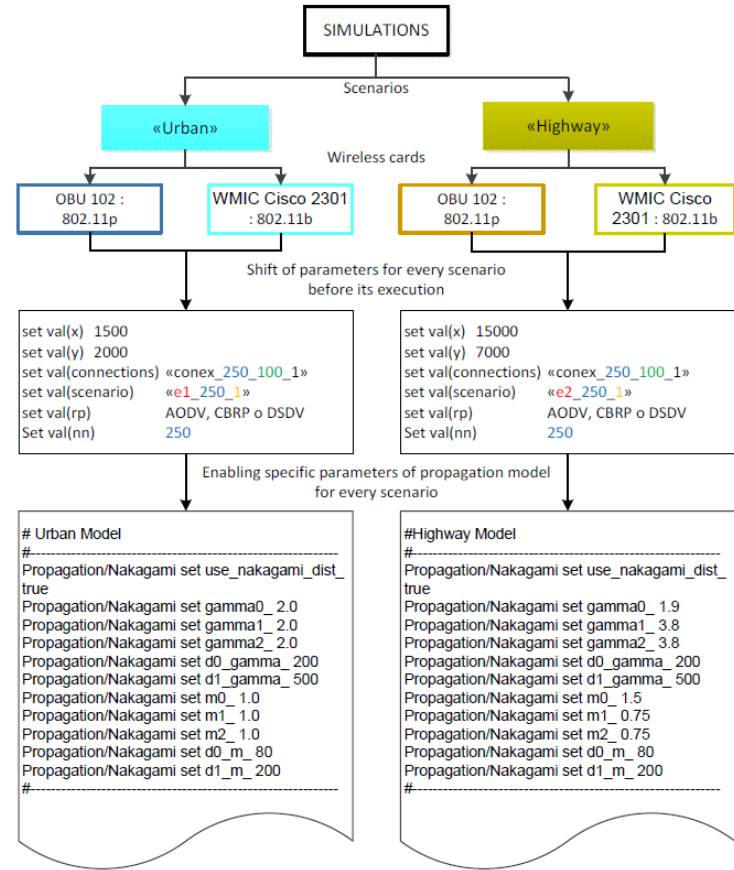 SIMULATIONS
Scenarios
«Urban»
«Highway»
Wireless cards
OBU 102 :
802.11p
WMIC Cisco 2301
: 802.11b
OBU 102 :
802.11p
WMIC Cisco
2301 : 802.11b
Shift of parameters for every scenario
before its execution
set val(x) 1500
set val(y) 2000
set val(connections) «conex_250_100_1»
set val(scenario) «e1_250_1»
set val(rp) AODV, CBRP o DSDV
Set val(nn) 250
set val(x) 15000
set val(y) 7000
set val(connections) «conex_250_100_1»
set val(scenario) «e2_250_1»
set val(rp) AODV, CBRP o DSDV
Set val(nn) 250
Enabling specific parameters of propagation model
for every scenario
# Urban Model
#------------------------------------------------------
Propagation/Nakagami set use_nakagami_dist_
true
Propagation/Nakagami set gamma0_ 2.0
Propagation/Nakagami set gamma1_ 2.0
Propagation/Nakagami set gamma2_ 2.0
Propagation/Nakagami set d0_gamma_ 200
Propagation/Nakagami set d1_gamma_ 500
Propagation/Nakagami set m0_ 1.0
Propagation/Nakagami set m1_ 1.0
Propagation/Nakagami set m2_ 1.0
Propagation/Nakagami set d0_m_ 80
Propagation/Nakagami set d1_m_ 200
#------------------------------------------------------
#Highway Model
#------------------------------------------------------
Propagation/Nakagami set use_nakagami_dist_
true
Propagation/Nakagami set gamma0_ 1.9
Propagation/Nakagami set gamma1_ 3.8
Propagation/Nakagami set gamma2_ 3.8
Propagation/Nakagami set d0_gamma_ 200
Propagation/Nakagami set d1_gamma_ 500
Propagation/Nakagami set m0_ 1.5
Propagation/Nakagami set m1_ 0.75
Propagation/Nakagami set m2_ 0.75
Propagation/Nakagami set d0_m_ 80
Propagation/Nakagami set d1_m_ 200
#------------------------------------------------------